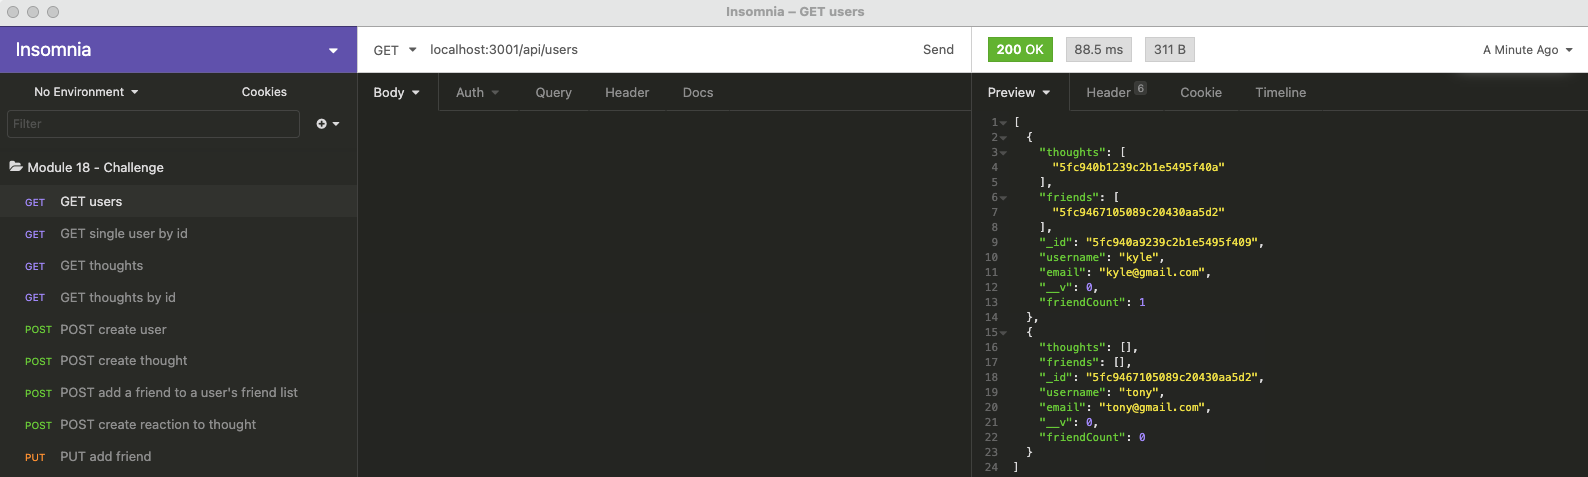 Insomnia – GET users
Insomnia
GET localhost:3001/api/users Send
200 OK 88.5 ms 311 B A Minute Ago
No Environment Cookies
Body Auth Query Header Docs
Preview Header 6 Cookie Timeline
Filter
Module 18 - Challenge
GET GET users
GET GET single user by id
GET GET thoughts
GET GET thoughts by id
POST POST create user
POST POST create thought
POST POST add a friend to a user's friend list
POST POST create reaction to thought
PUT PUT add friend
1 [
2 {
3 "thoughts": [
4 "5fc940b1239c2b1e5495f40a"
5 ],
6 "friends": [
7 "5fc9467105089c20430aa5d2"
8 ],
9 "_id": "5fc940a9239c2b1e5495f409",
10 "username": "kyle",
11 "email": "kyle@gmail.com",
12 "__v": 0,
13 "friendCount": 1
14 },
15 {
16 "thoughts": [],
17 "friends": [],
18 "_id": "5fc9467105089c20430aa5d2",
19 "username": "tony",
20 "email": "tony@gmail.com",
21 "__v": 0,
22 "friendCount": 0
23 }
24 ]